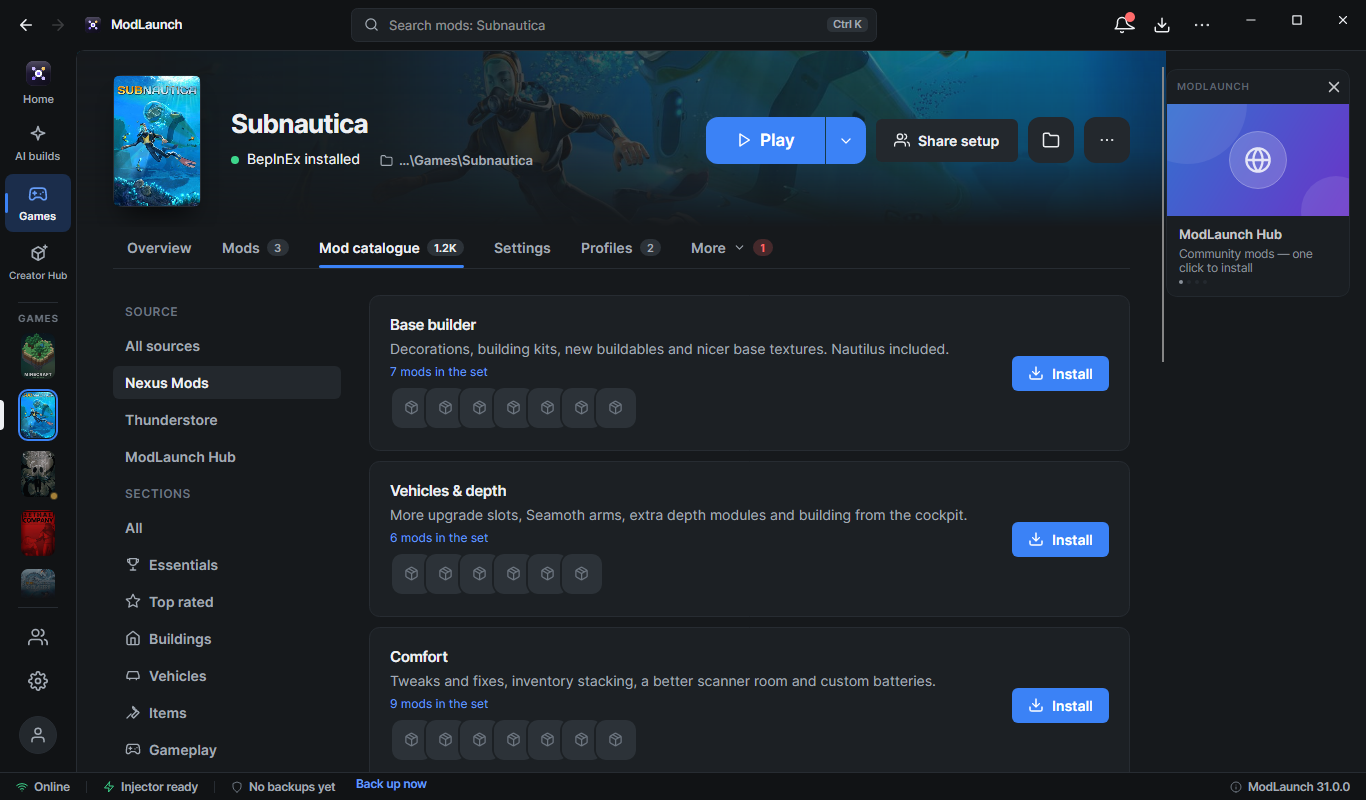 ModLaunch
Search mods: Subnautica
Ctrl K
Home
AI builds
Games
Creator Hub
GAMES
MINECRAFT
LETHAL COMPANY
SUBNAUTICA
Subnautica
BepInEx installed
...\Games\Subnautica
Play
Share setup
Overview
Mods 3
Mod catalogue 1.2K
Settings
Profiles 2
More 1
SOURCE
All sources
Nexus Mods
Thunderstore
ModLaunch Hub
SECTIONS
All
Essentials
Top rated
Buildings
Vehicles
Items
Gameplay
Base builder
Decorations, building kits, new buildables and nicer base textures. Nautilus included.
7 mods in the set
Install
Vehicles & depth
More upgrade slots, Seamoth arms, extra depth modules and building from the cockpit.
6 mods in the set
Install
Comfort
Tweaks and fixes, inventory stacking, a better scanner room and custom batteries.
9 mods in the set
Install
MODLAUNCH
ModLaunch Hub
Community mods — one
click to install
Online
Injector ready
No backups yet
Back up now
ModLaunch 31.0.0